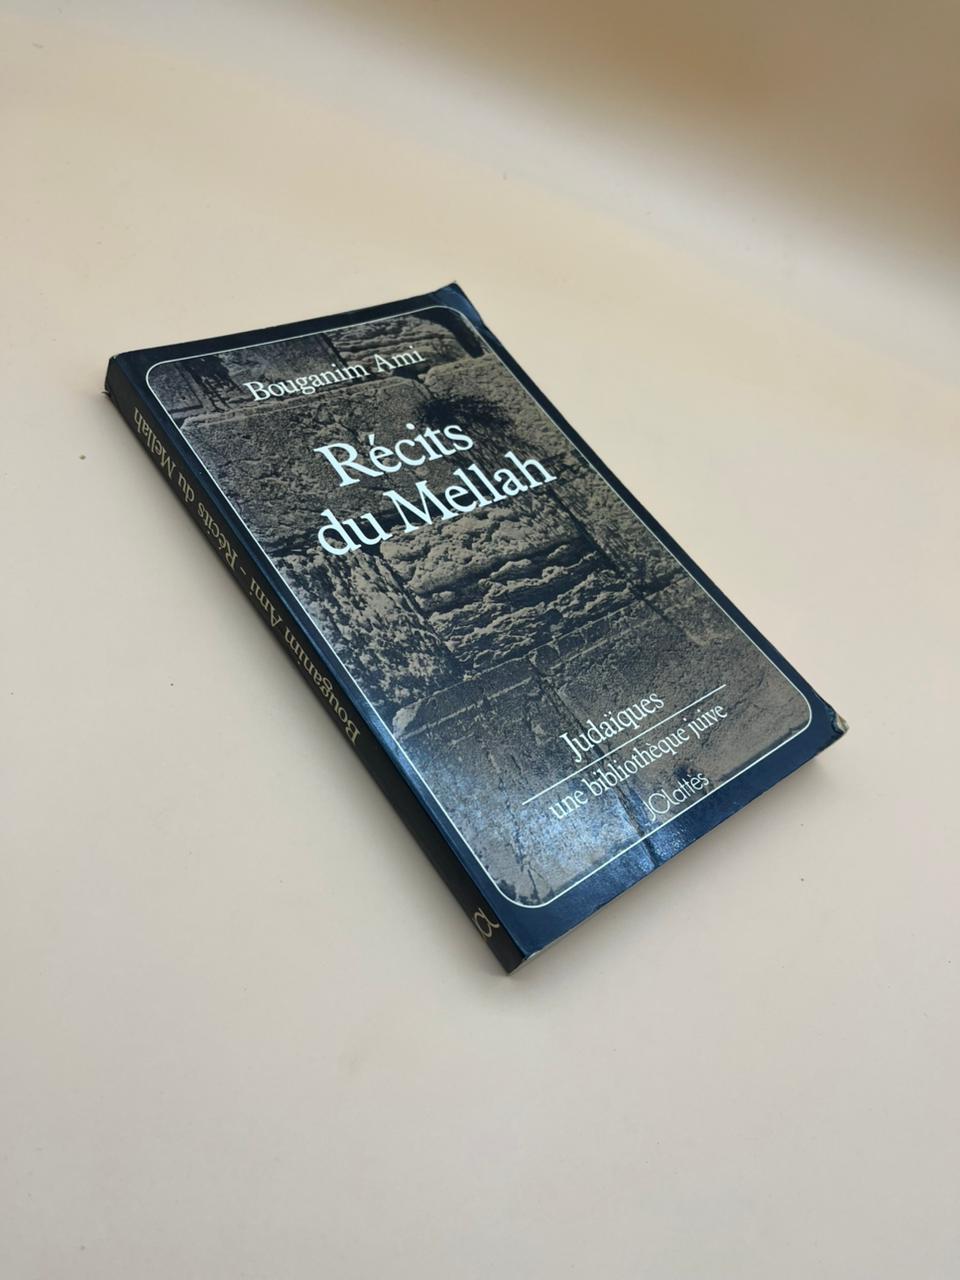 Bouganim Ami
Récits
du Mellah
Judaïques
une bibliothèque juive
JCLattès
Bouganim Ami - Récits du Mellah